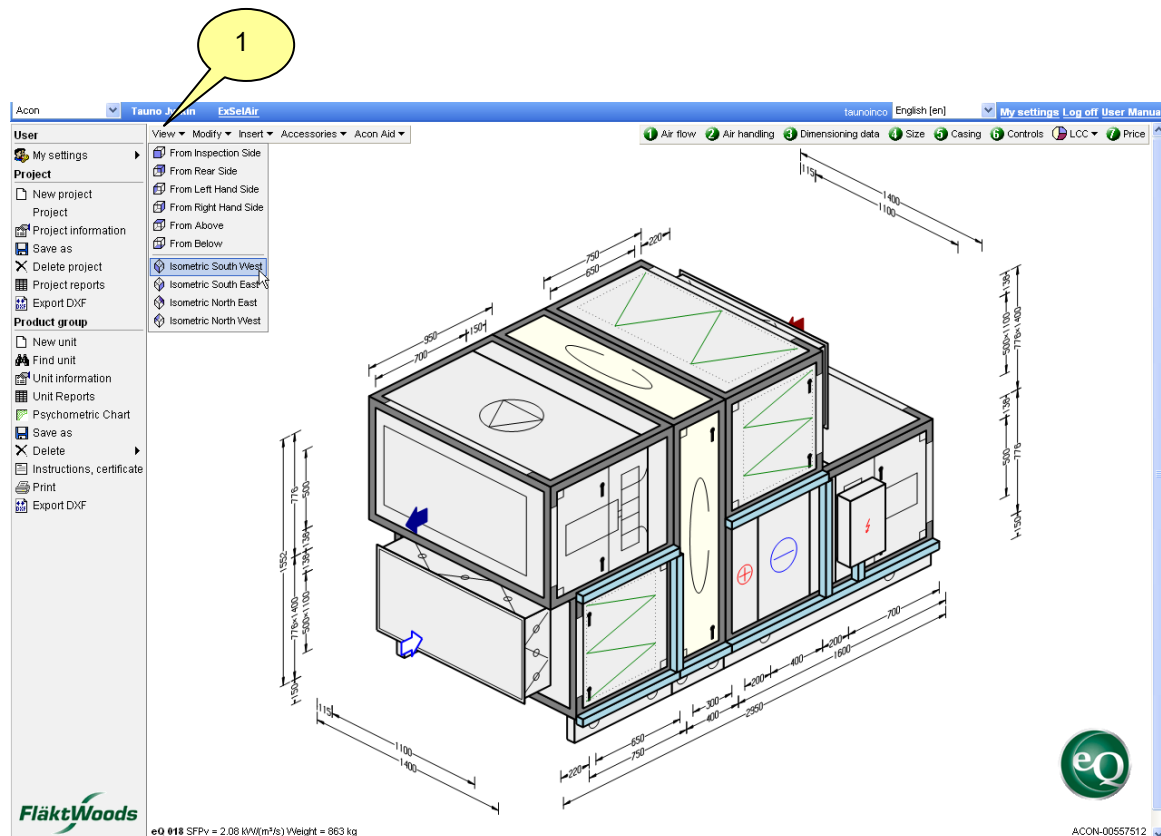 1
Acon
Tauno
ExSelAir
taunoinco
English [en]
My settings Log off User Manua
User
My settings
Project
New project
Project
Project information
Save as
Delete project
Project reports
Export DXF
Product group
New unit
Find unit
Unit information
Unit Reports
Psychometric Chart
Save as
Delete
Instructions, certificate
Print
Export DXF
View Modify Insert Accessories Acon Aid
From Inspection Side
From Rear Side
From Left Hand Side
From Right Hand Side
From Above
From Below
Isometric South West
Isometric South East
Isometric North East
Isometric North West
1 Air flow 2 Air handling 3 Dimensioning data 4 Size 5 Casing 6 Controls LCC 7 Price
115
1400
1100
220
750
650
950
150
700
138
500×1100
776×1400
138
500
776
150
776
500
138
1552
138
776×1400
500×1100
150
115
1100
1400
700
200
400
1600
200
300
400
2950
650
750
220
FläktWoods
eQ
eQ 018 SFPv = 2.08 kW/(m³/s) Weight = 863 kg
ACON-00557512